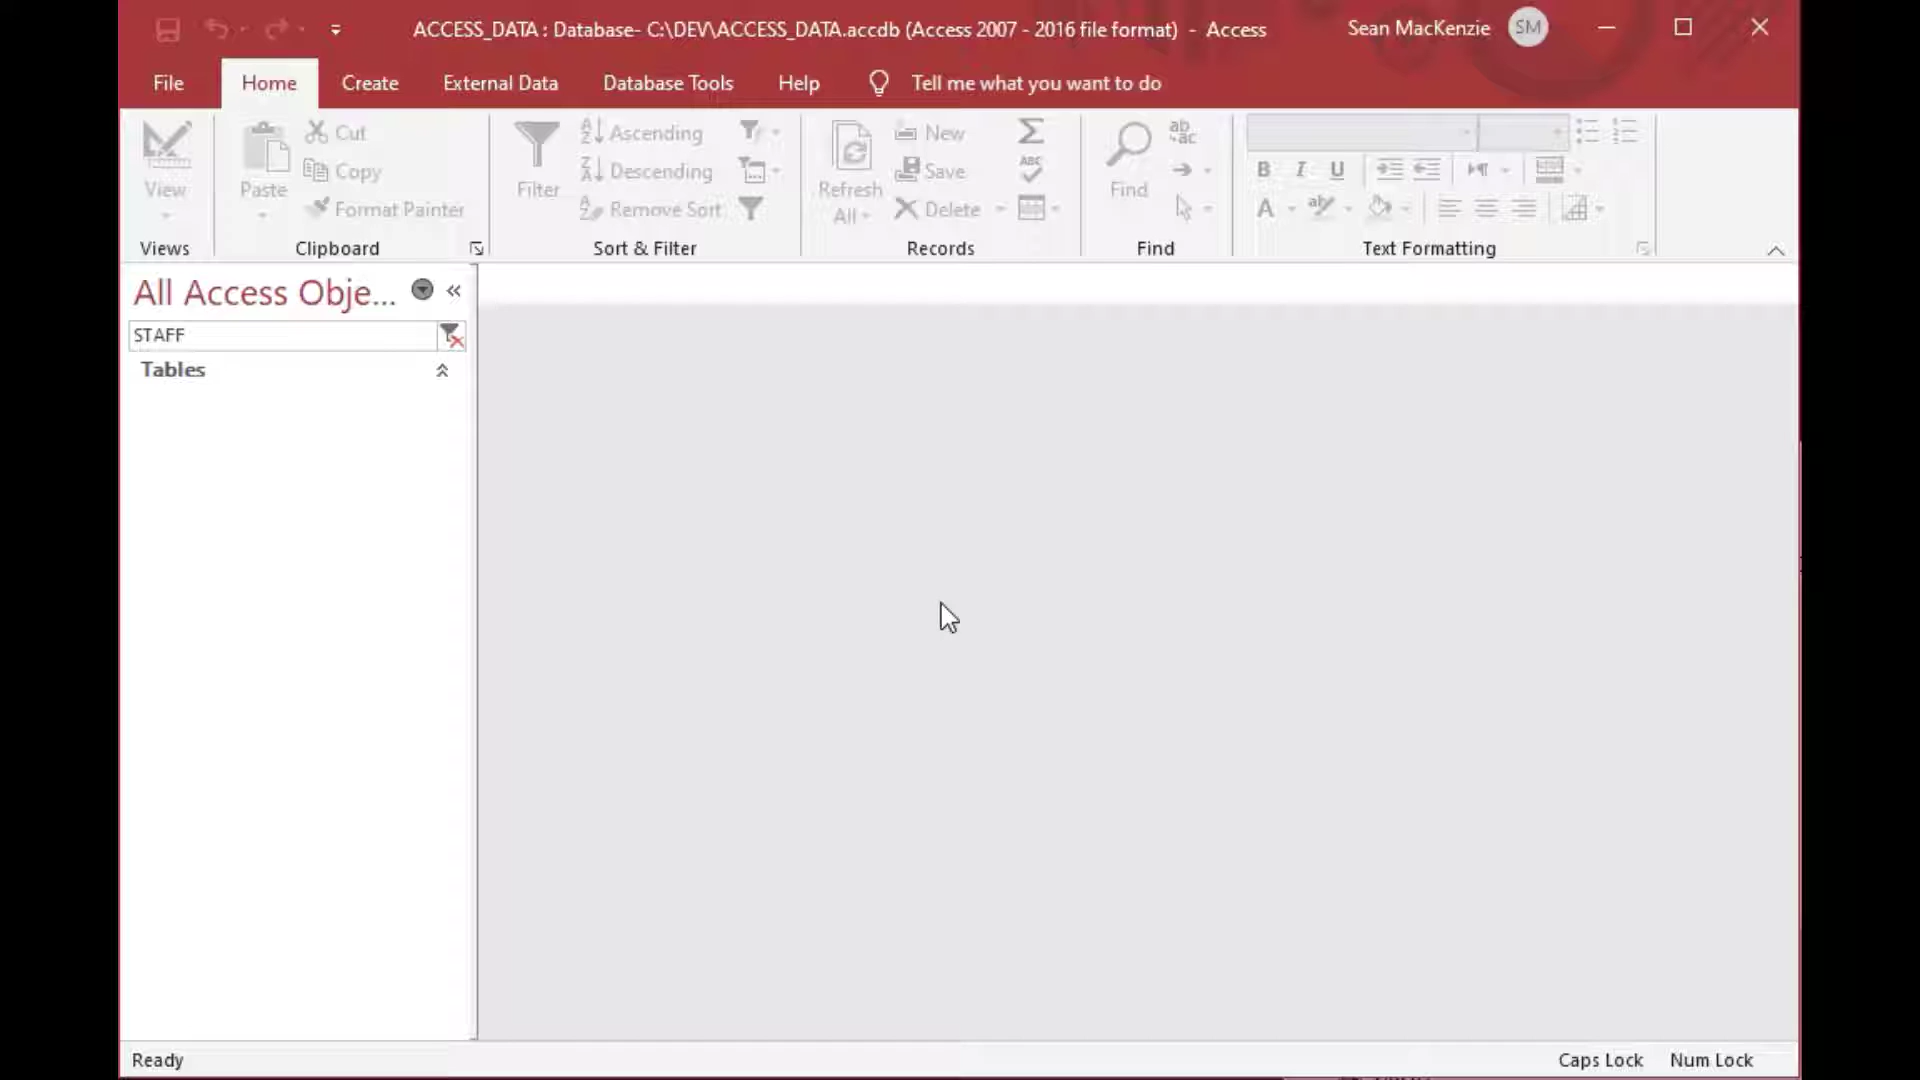 ACCESS_DATA : Database- C:\DEV\ACCESS_DATA.accdb (Access 2007 - 2016 file format) - Access
Sean MacKenzie SM
File Home Create External Data Database Tools Help Tell me what you want to do
View
Views
Paste
Cut
Copy
Format Painter
Clipboard
Filter
Ascending
Descending
Remove Sort
Sort & Filter
Refresh
All
New
Save
Delete
Records
Find
Find
B I U
A
Text Formatting
All Access Obje...
STAFF
Tables
Ready
Caps Lock Num Lock